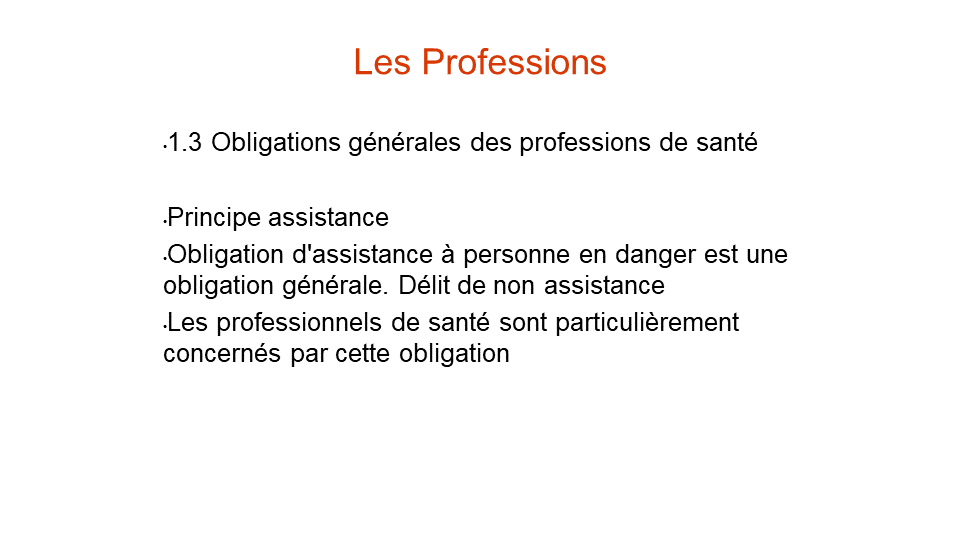 Les Professions
•1.3 Obligations générales des professions de santé
•Principe assistance
•Obligation d'assistance à personne en danger est une
obligation générale. Délit de non assistance
•Les professionnels de santé sont particulièrement
concernés par cette obligation